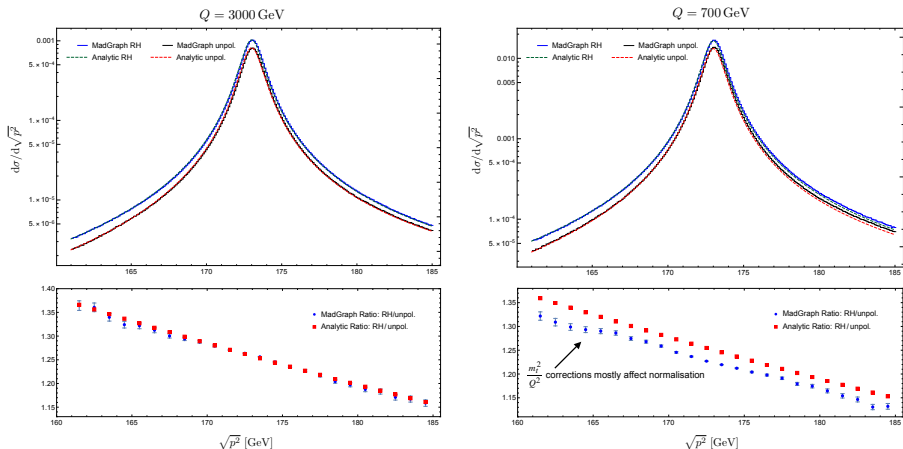 Q = 3000 GeV
MadGraph RH
MadGraph unpol.
Analytic RH
Analytic unpol.
0.001
5.×10⁻⁴
1.×10⁻⁴
5.×10⁻⁵
1.×10⁻⁵
5.×10⁻⁶
dσ/d√p²
165
170
175
180
185
1.40
1.35
1.30
1.25
1.20
1.15
MadGraph Ratio: RH/unpol.
Analytic Ratio: RH/unpol.
160
165
170
175
180
185
√p² [GeV]
Q = 700 GeV
MadGraph RH
MadGraph unpol.
Analytic RH
Analytic unpol.
0.010
0.001
5.×10⁻⁴
1.×10⁻⁴
5.×10⁻⁵
dσ/d√p²
165
170
175
180
185
1.35
1.30
1.25
1.20
1.15
MadGraph Ratio: RH/unpol.
Analytic Ratio: RH/unpol.
m_t²/Q² corrections mostly affect normalisation
160
165
170
175
180
185
√p² [GeV]